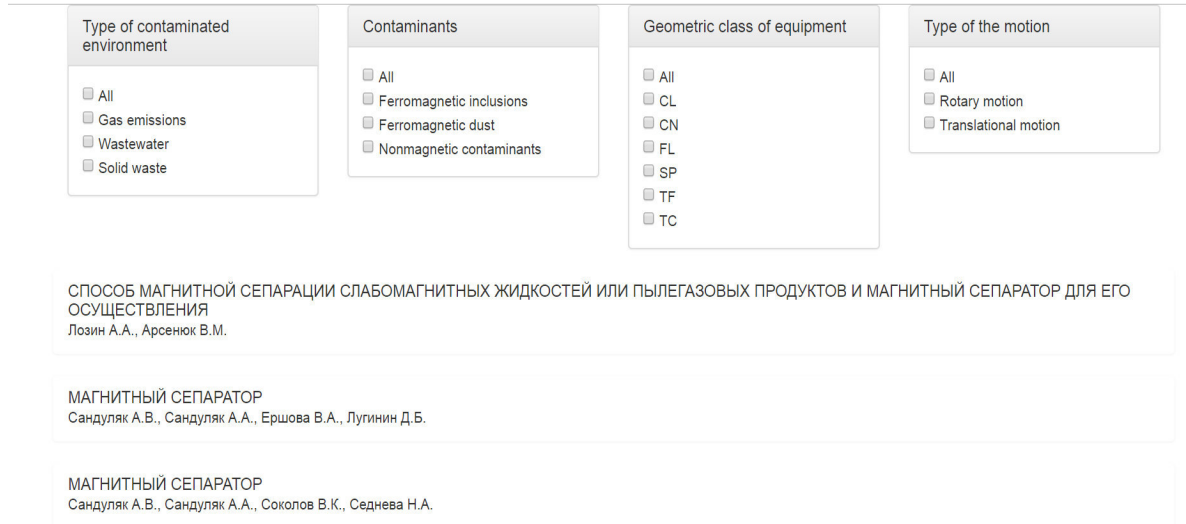 Type of contaminated
environment
All
Gas emissions
Wastewater
Solid waste
Contaminants
All
Ferromagnetic inclusions
Ferromagnetic dust
Nonmagnetic contaminants
Geometric class of equipment
All
CL
CN
FL
SP
TF
TC
Type of the motion
All
Rotary motion
Translational motion
СПОСОБ МАГНИТНОЙ СЕПАРАЦИИ СЛАБОМАГНИТНЫХ ЖИДКОСТЕЙ ИЛИ ПЫЛЕГАЗОВЫХ ПРОДУКТОВ И МАГНИТНЫЙ СЕПАРАТОР ДЛЯ ЕГО
ОСУЩЕСТВЛЕНИЯ
Лозин А.А., Арсенюк В.М.
МАГНИТНЫЙ СЕПАРАТОР
Сандуляк А.В., Сандуляк А.А., Ершова В.А., Лугинин Д.Б.
МАГНИТНЫЙ СЕПАРАТОР
Сандуляк А.В., Сандуляк А.А., Соколов В.К., Седнева Н.А.